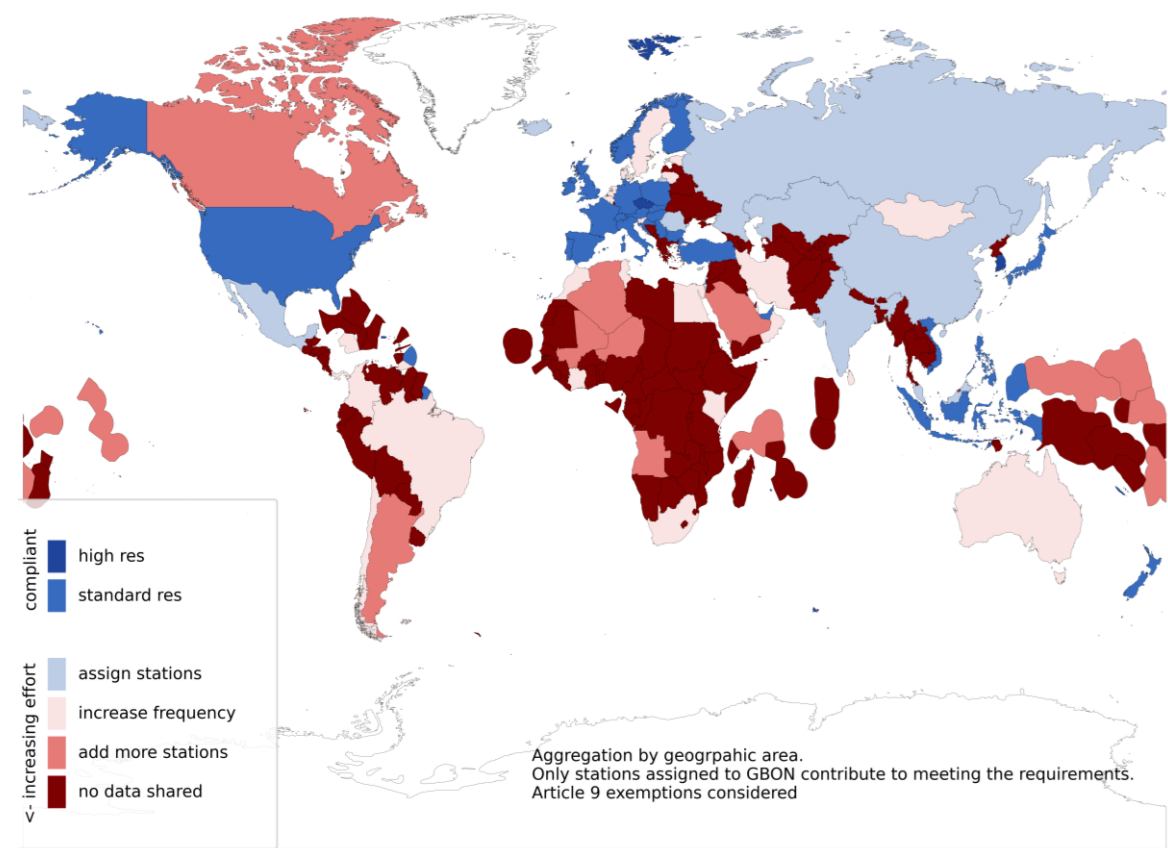 compliant
high res
standard res
<- increasing effort
assign stations
increase frequency
add more stations
no data shared
Aggregation by geogrpahic area.
Only stations assigned to GBON contribute to meeting the requirements.
Article 9 exemptions considered